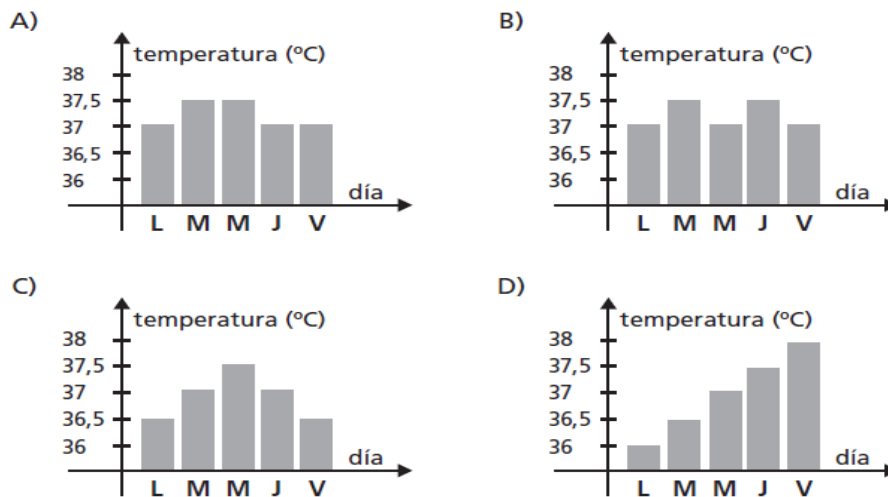 A)
temperatura (ºC)
38
37,5
37
36,5
36
día
L M M J V
B)
temperatura (ºC)
38
37,5
37
36,5
36
día
L M M J V
C)
temperatura (ºC)
38
37,5
37
36,5
36
día
L M M J V
D)
temperatura (ºC)
38
37,5
37
36,5
36
día
L M M J V